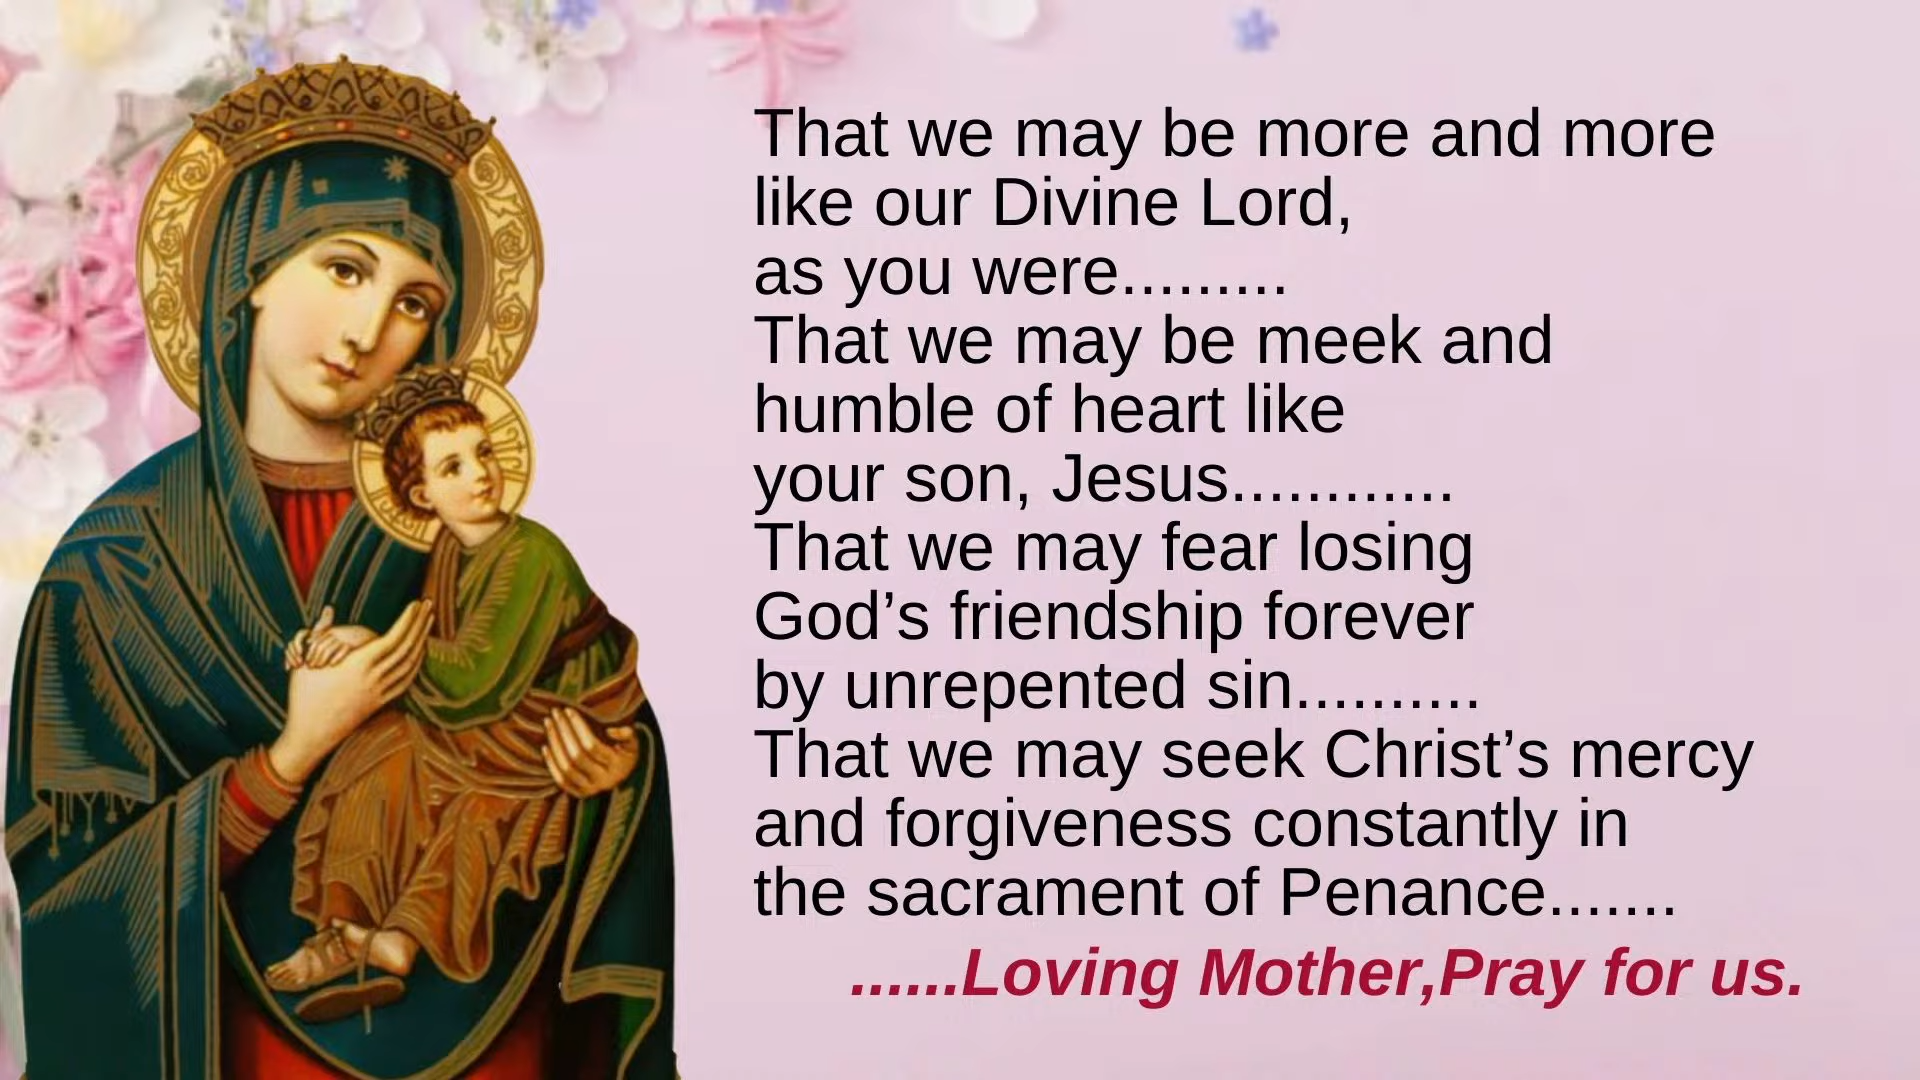 That we may be more and more
like our Divine Lord,
as you were.........
That we may be meek and
humble of heart like
your son, Jesus............
That we may fear losing
God’s friendship forever
by unrepented sin..........
That we may seek Christ’s mercy
and forgiveness constantly in
the sacrament of Penance.......
......Loving Mother,Pray for us.